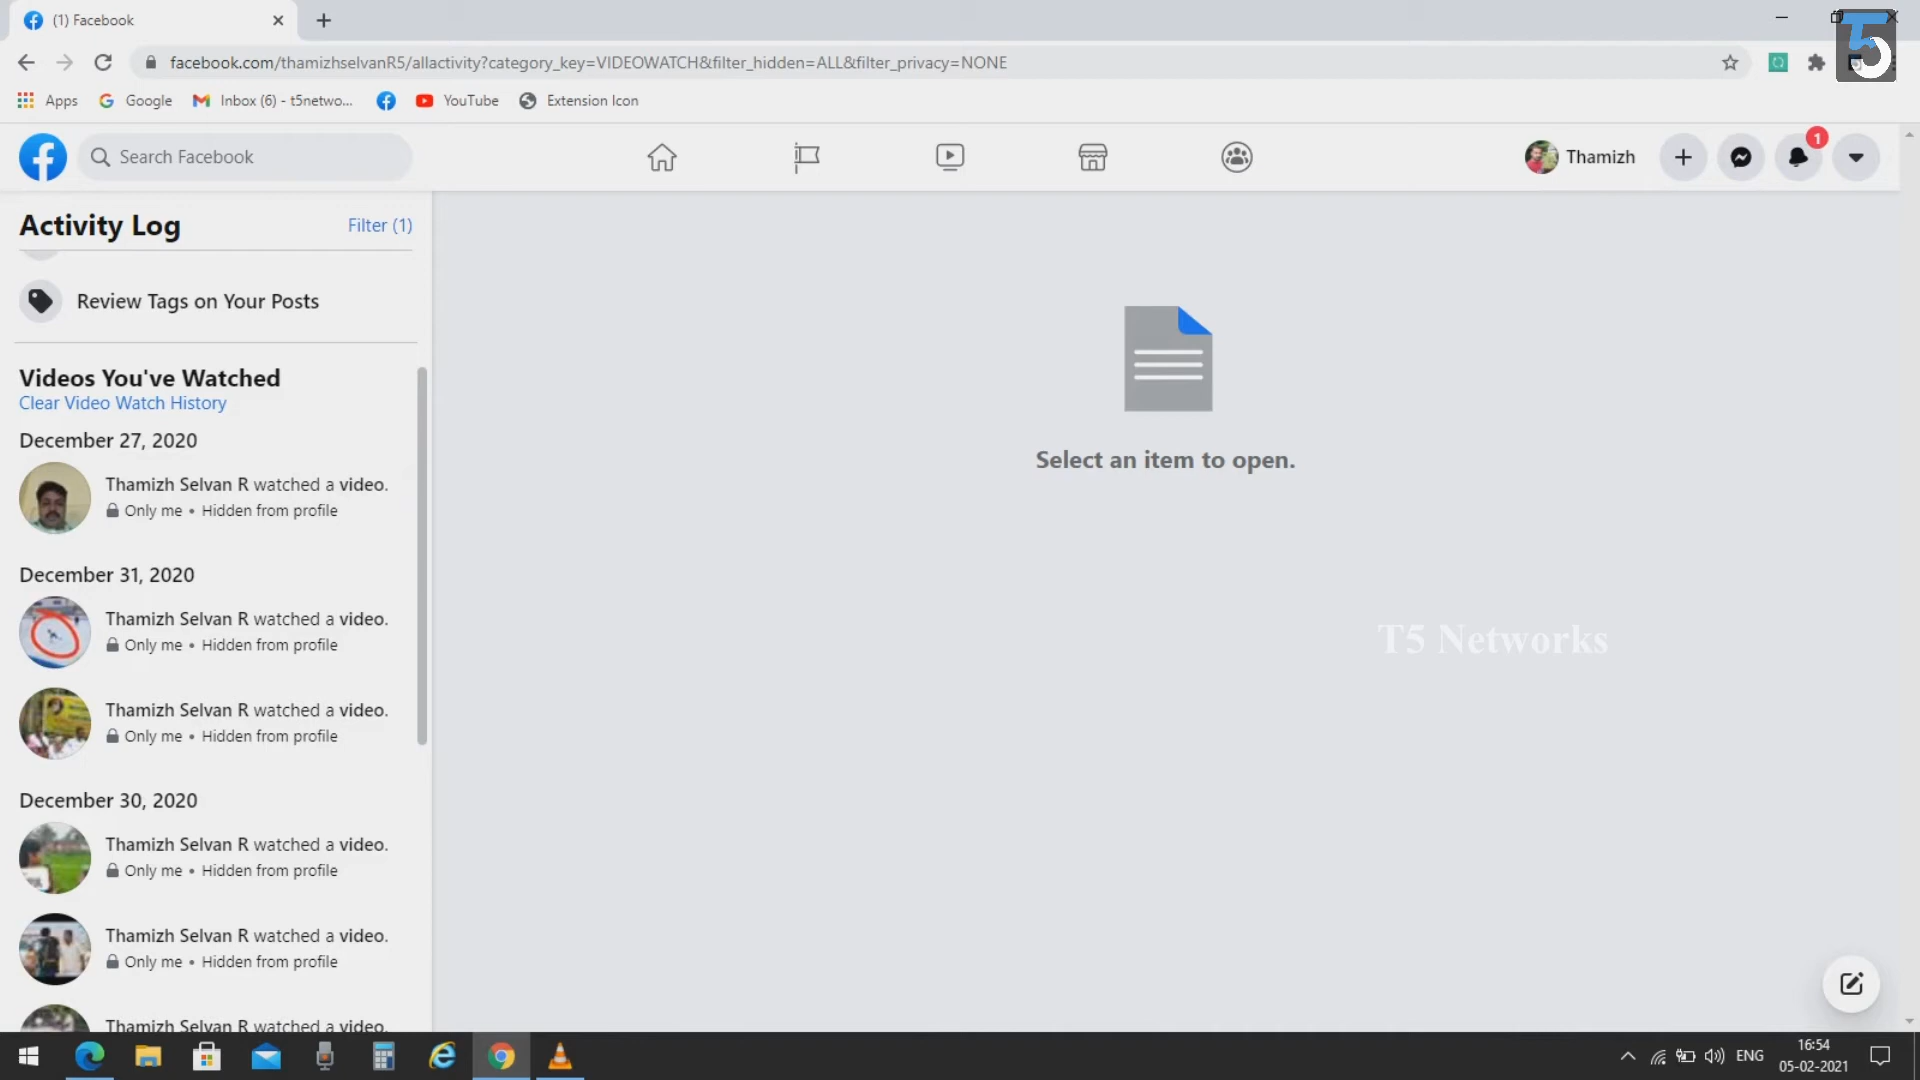 (1) Facebook
facebook.com/thamizhselvanR5/allactivity?category_key=VIDEOWATCH&filter_hidden=ALL&filter_privacy=NONE
T5
Apps
Google
Inbox (6) - t5netwo...
YouTube
Extension Icon
Search Facebook
Thamizh
1
Activity Log
Filter (1)
Review Tags on Your Posts
Videos You've Watched
Clear Video Watch History
December 27, 2020
Thamizh Selvan R watched a video.
Only me • Hidden from profile
December 31, 2020
Thamizh Selvan R watched a video.
Only me • Hidden from profile
Thamizh Selvan R watched a video.
Only me • Hidden from profile
December 30, 2020
Thamizh Selvan R watched a video.
Only me • Hidden from profile
Thamizh Selvan R watched a video.
Only me • Hidden from profile
Thamizh Selvan R watched a video.
Select an item to open.
T5 Networks
ENG
16:54
05-02-2021